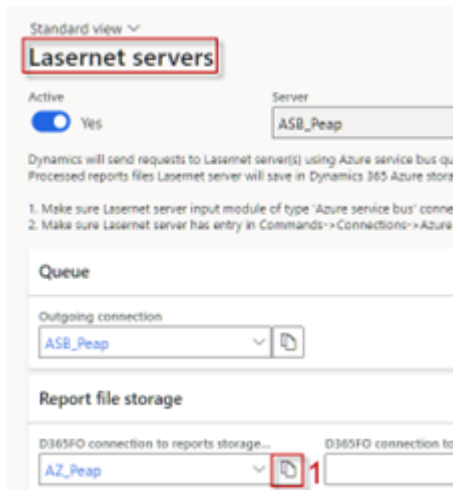 Standard view
Lasernet servers
Active
Server
Yes
ASB_Peap
Dynamics will send requests to Lasernet server(s) using Azure service bus qu
Processed reports files Lasernet server will save in Dynamics 365 Azure stora
1. Make sure Lasernet server input module of type 'Azure service bus' conne
2. Make sure Lasernet server has entry in Commands->Connections->Azure
Queue
Outgoing connection
ASB_Peap
Report file storage
D365FO connection to reports storage...
D365FO connection to
AZ_Peap
1